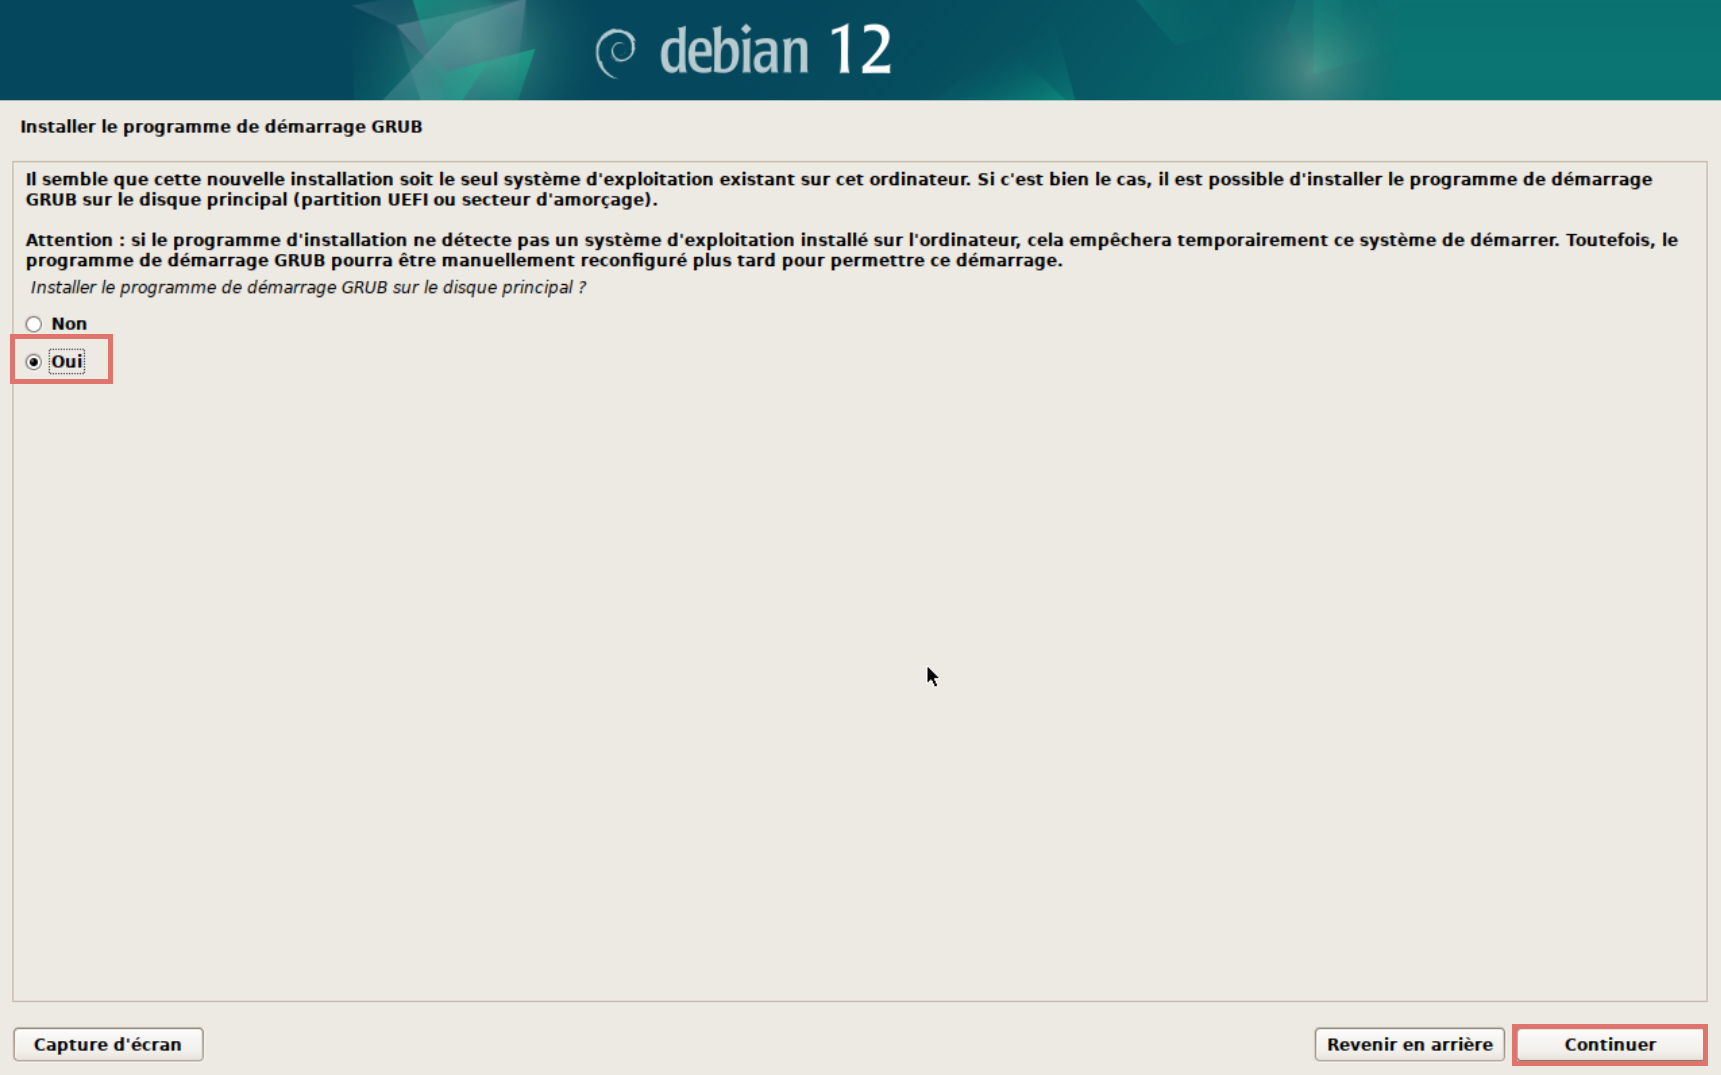 debian 12
Installer le programme de démarrage GRUB
Il semble que cette nouvelle installation soit le seul système d'exploitation existant sur cet ordinateur. Si c'est bien le cas, il est possible d'installer le programme de démarrage
GRUB sur le disque principal (partition UEFI ou secteur d'amorçage).
Attention : si le programme d'installation ne détecte pas un système d'exploitation installé sur l'ordinateur, cela empêchera temporairement ce système de démarrer. Toutefois, le
programme de démarrage GRUB pourra être manuellement reconfiguré plus tard pour permettre ce démarrage.
Installer le programme de démarrage GRUB sur le disque principal ?
Non
Oui
Capture d'écran
Revenir en arrière
Continuer